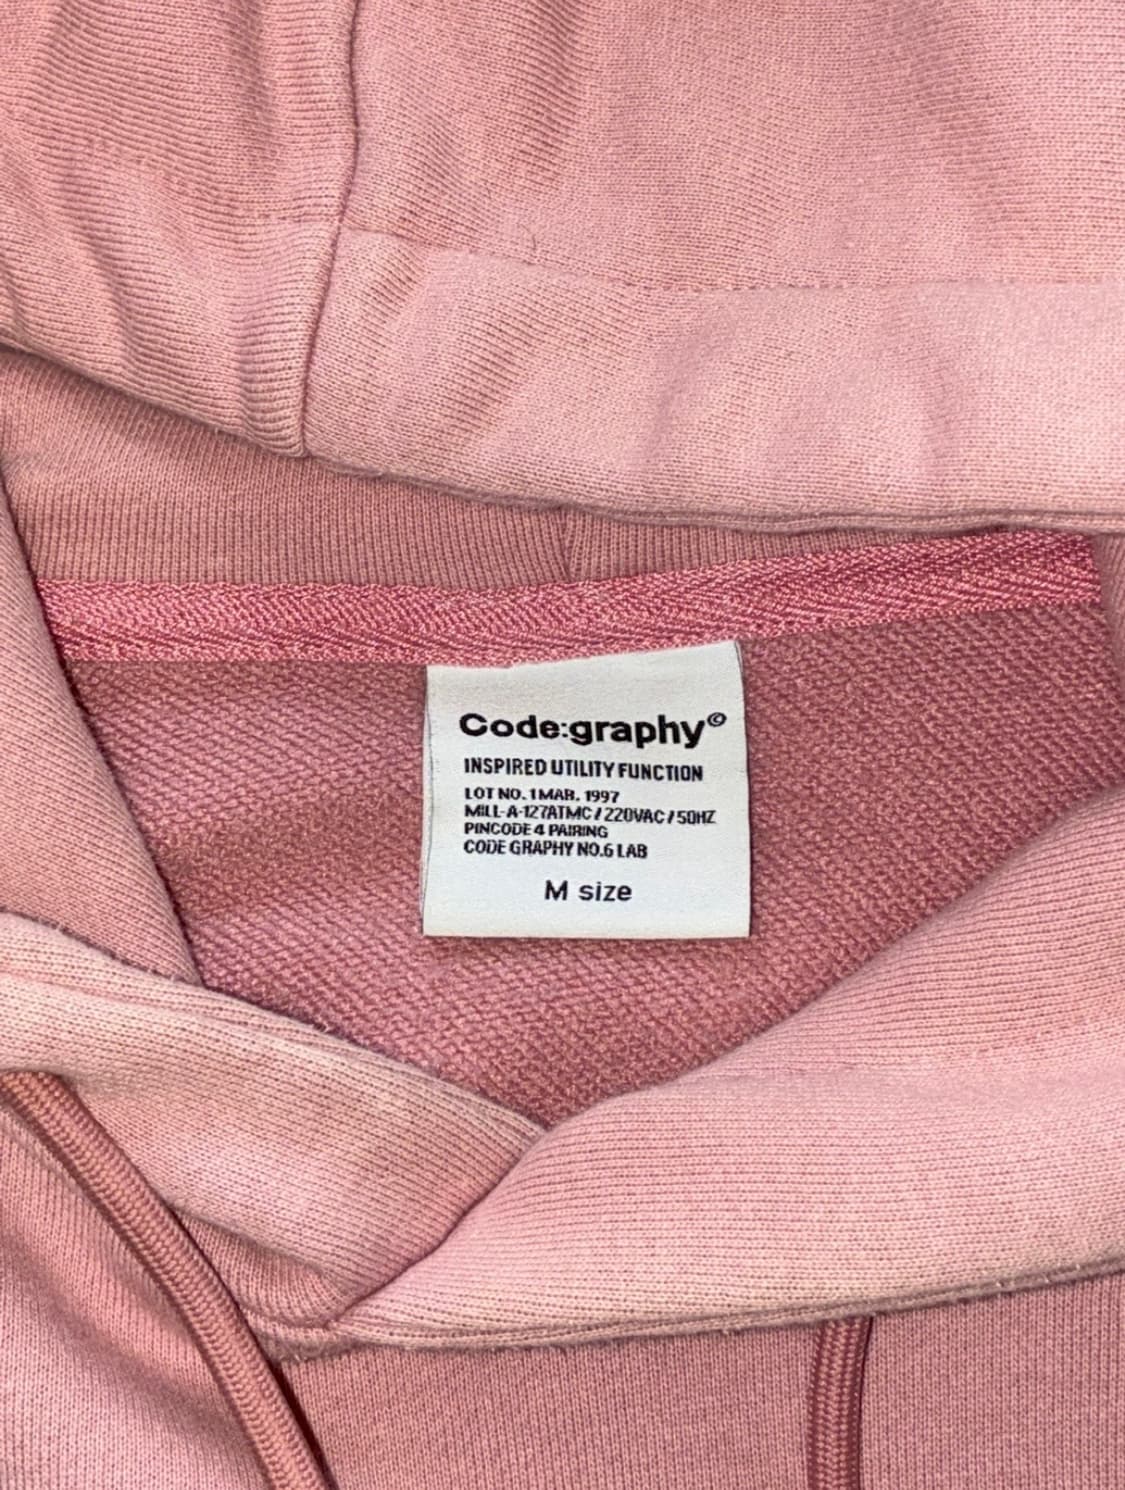 Code:graphy©
INSPIRED UTILITY FUNCTION
LOT NO. 1 MAR. 1997
MILL-A-127ATMC / 220VAC / 50HZ
PINCODE 4 PAIRING
CODE GRAPHY NO.6 LAB
M size